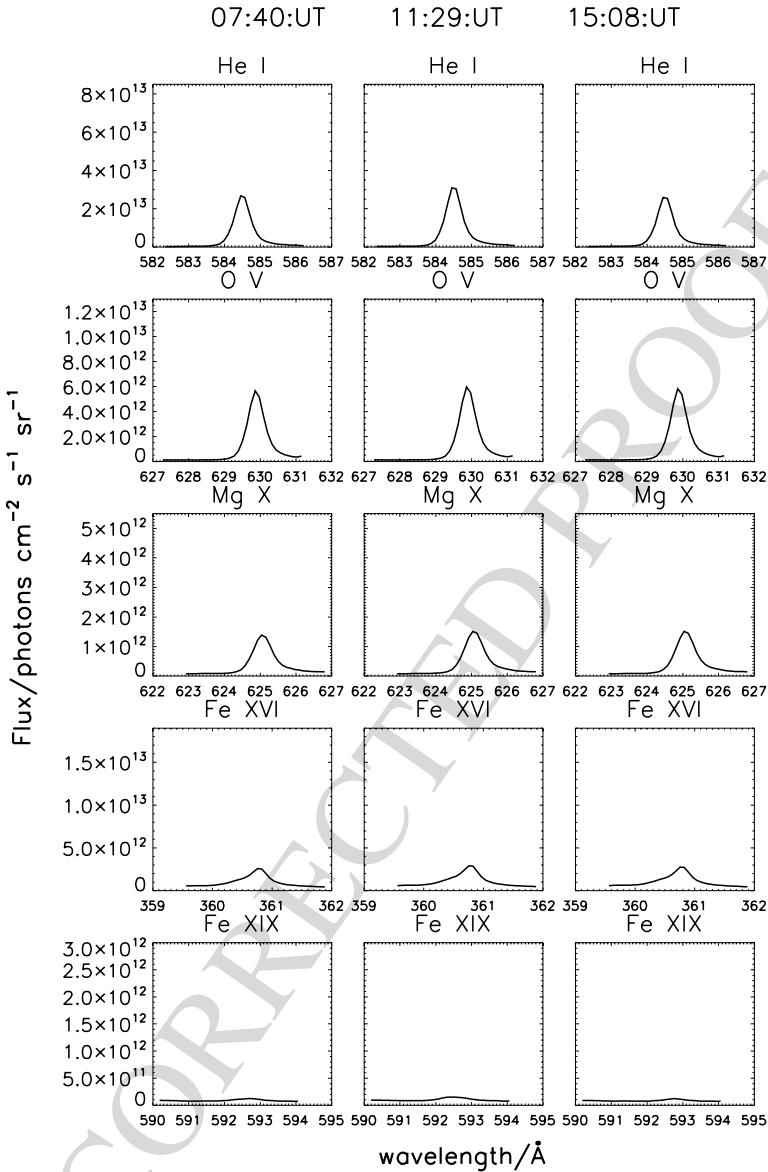 07:40:UT 11:29:UT 15:08:UT
He I He I He I
8×10¹³
6×10¹³
4×10¹³
2×10¹³
0
582 583 584 585 586 587 582 583 584 585 586 587 582 583 584 585 586 587
O V O V O V
1.2×10¹³
1.0×10¹³
8.0×10¹²
6.0×10¹²
4.0×10¹²
2.0×10¹²
0
627 628 629 630 631 632 627 628 629 630 631 632 627 628 629 630 631 632
Mg X Mg X Mg X
5×10¹²
4×10¹²
3×10¹²
2×10¹²
1×10¹²
0
622 623 624 625 626 627 622 623 624 625 626 627 622 623 624 625 626 627
Fe XVI Fe XVI Fe XVI
1.5×10¹³
1.0×10¹³
5.0×10¹²
0
359 360 361 362 359 360 361 362 359 360 361 362
Fe XIX Fe XIX Fe XIX
3.0×10¹²
2.5×10¹²
2.0×10¹²
1.5×10¹²
1.0×10¹²
5.0×10¹¹
0
590 591 592 593 594 595 590 591 592 593 594 595 590 591 592 593 594 595
wavelength/Å
Flux/photons cm⁻² s⁻¹ sr⁻¹
CORRECTED PROOF